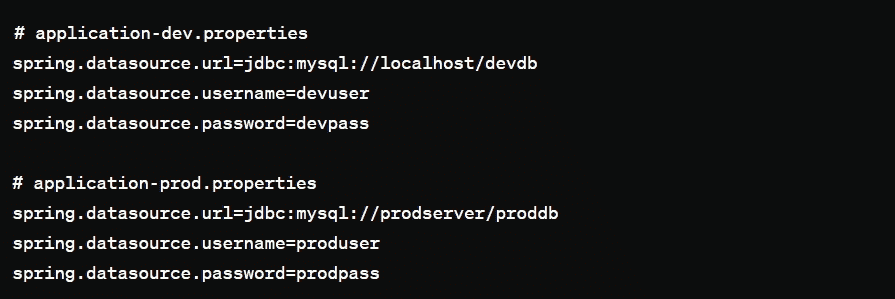 # application-dev.properties
spring.datasource.url=jdbc:mysql://localhost/devdb
spring.datasource.username=devuser
spring.datasource.password=devpass
# application-prod.properties
spring.datasource.url=jdbc:mysql://prodserver/proddb
spring.datasource.username=produser
spring.datasource.password=prodpass